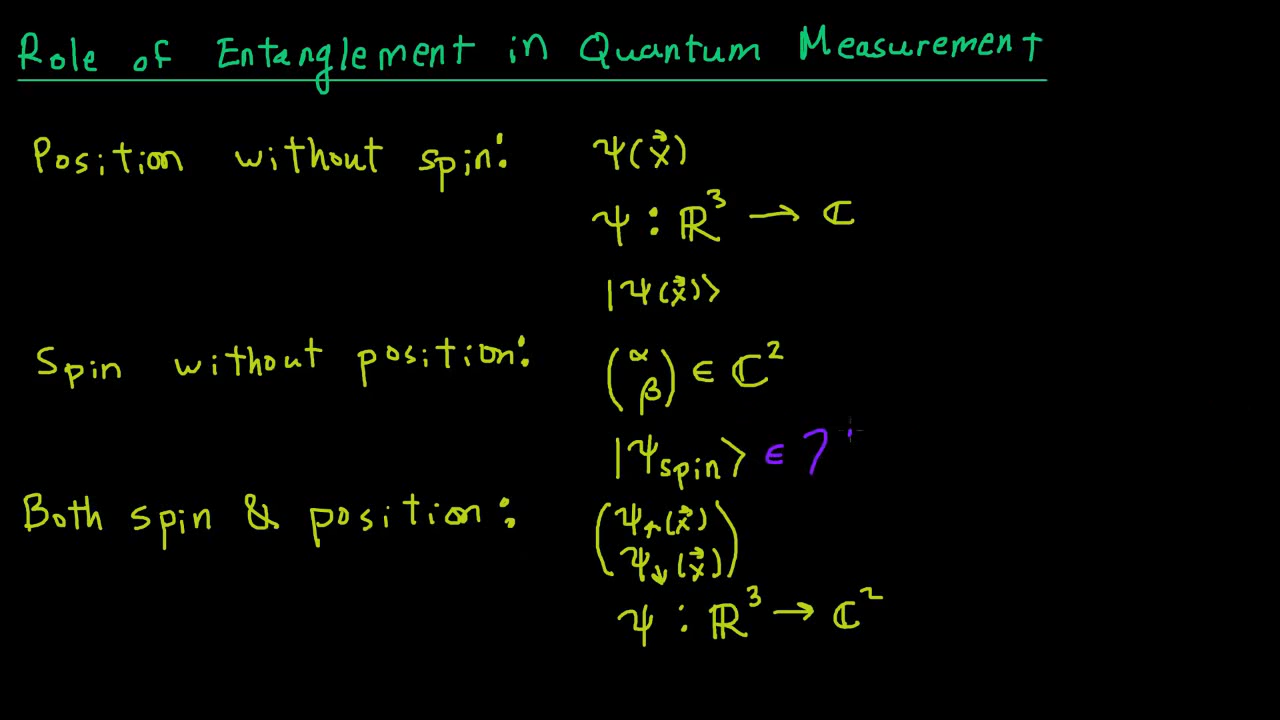 Role of Entanglement in Quantum Measurement
Position without spin: Ψ(x⃗)
Ψ : ℝ³ → ℂ
|Ψ(x⃗)⟩
Spin without position: (α β) ∈ ℂ²
|Ψspin⟩ ∈
Both spin & position: (Ψ↑(x⃗) Ψ↓(x⃗))
Ψ : ℝ³ → ℂ²